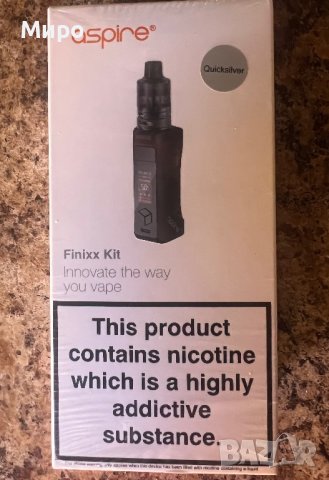 Миро
aspire®
Quicksilver
Finixx Kit
Innovate the way
you vape
This product
contains nicotine
which is a highly
addictive
substance.
BAZAR